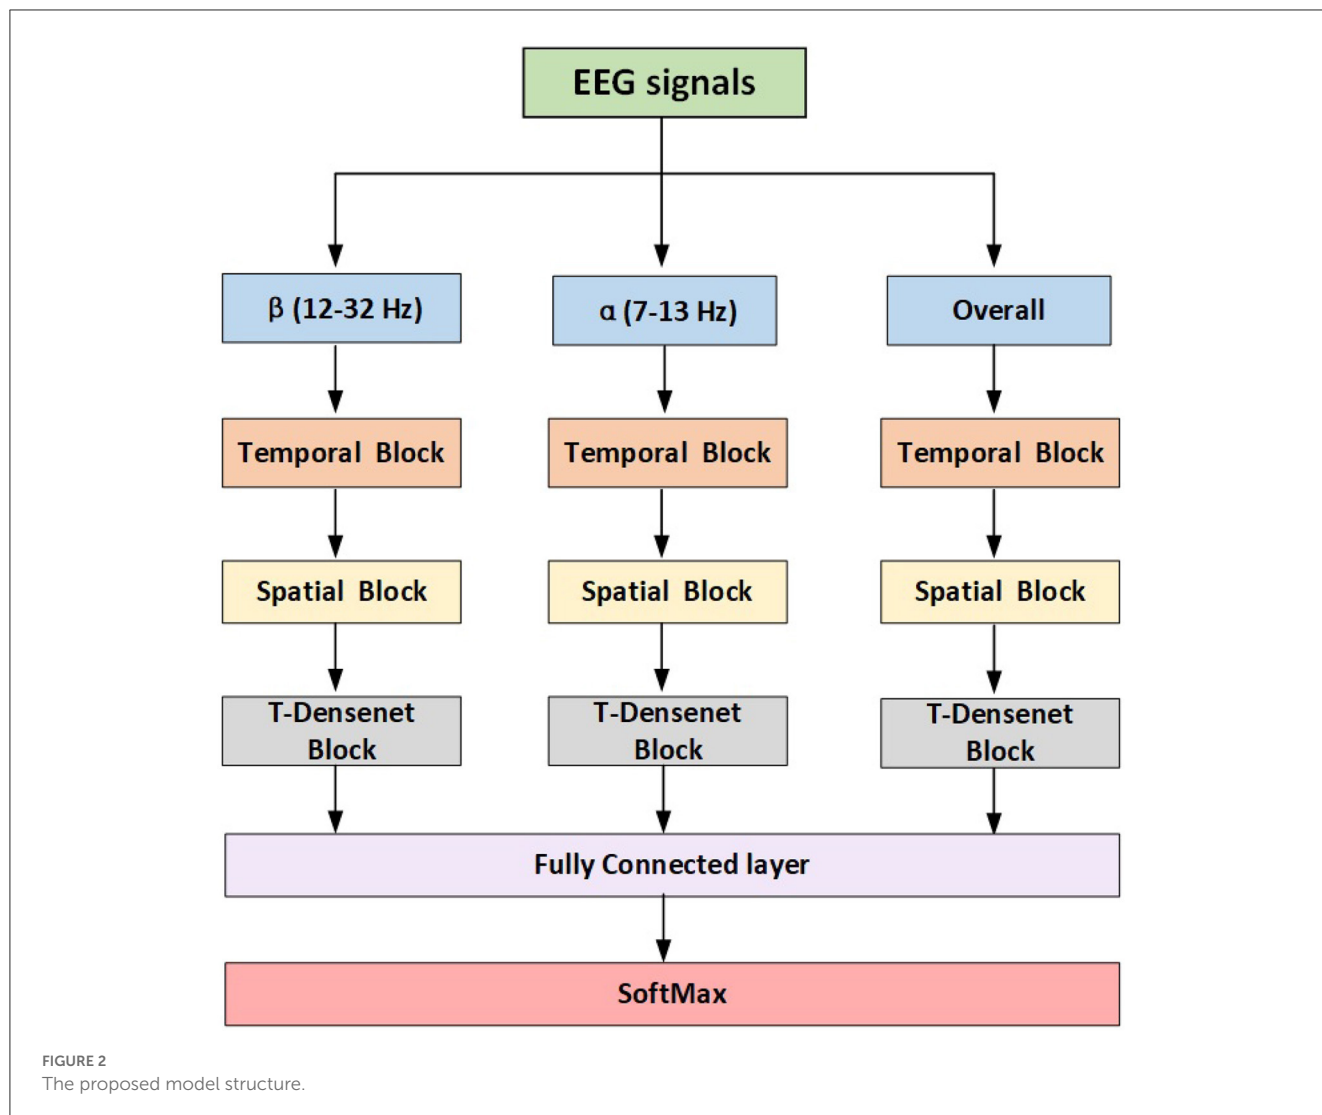 EEG signals
β (12-32 Hz)
α (7-13 Hz)
Overall
Temporal Block
Temporal Block
Temporal Block
Spatial Block
Spatial Block
Spatial Block
T-Densenet
Block
T-Densenet
Block
T-Densenet
Block
Fully Connected layer
SoftMax
FIGURE 2
The proposed model structure.